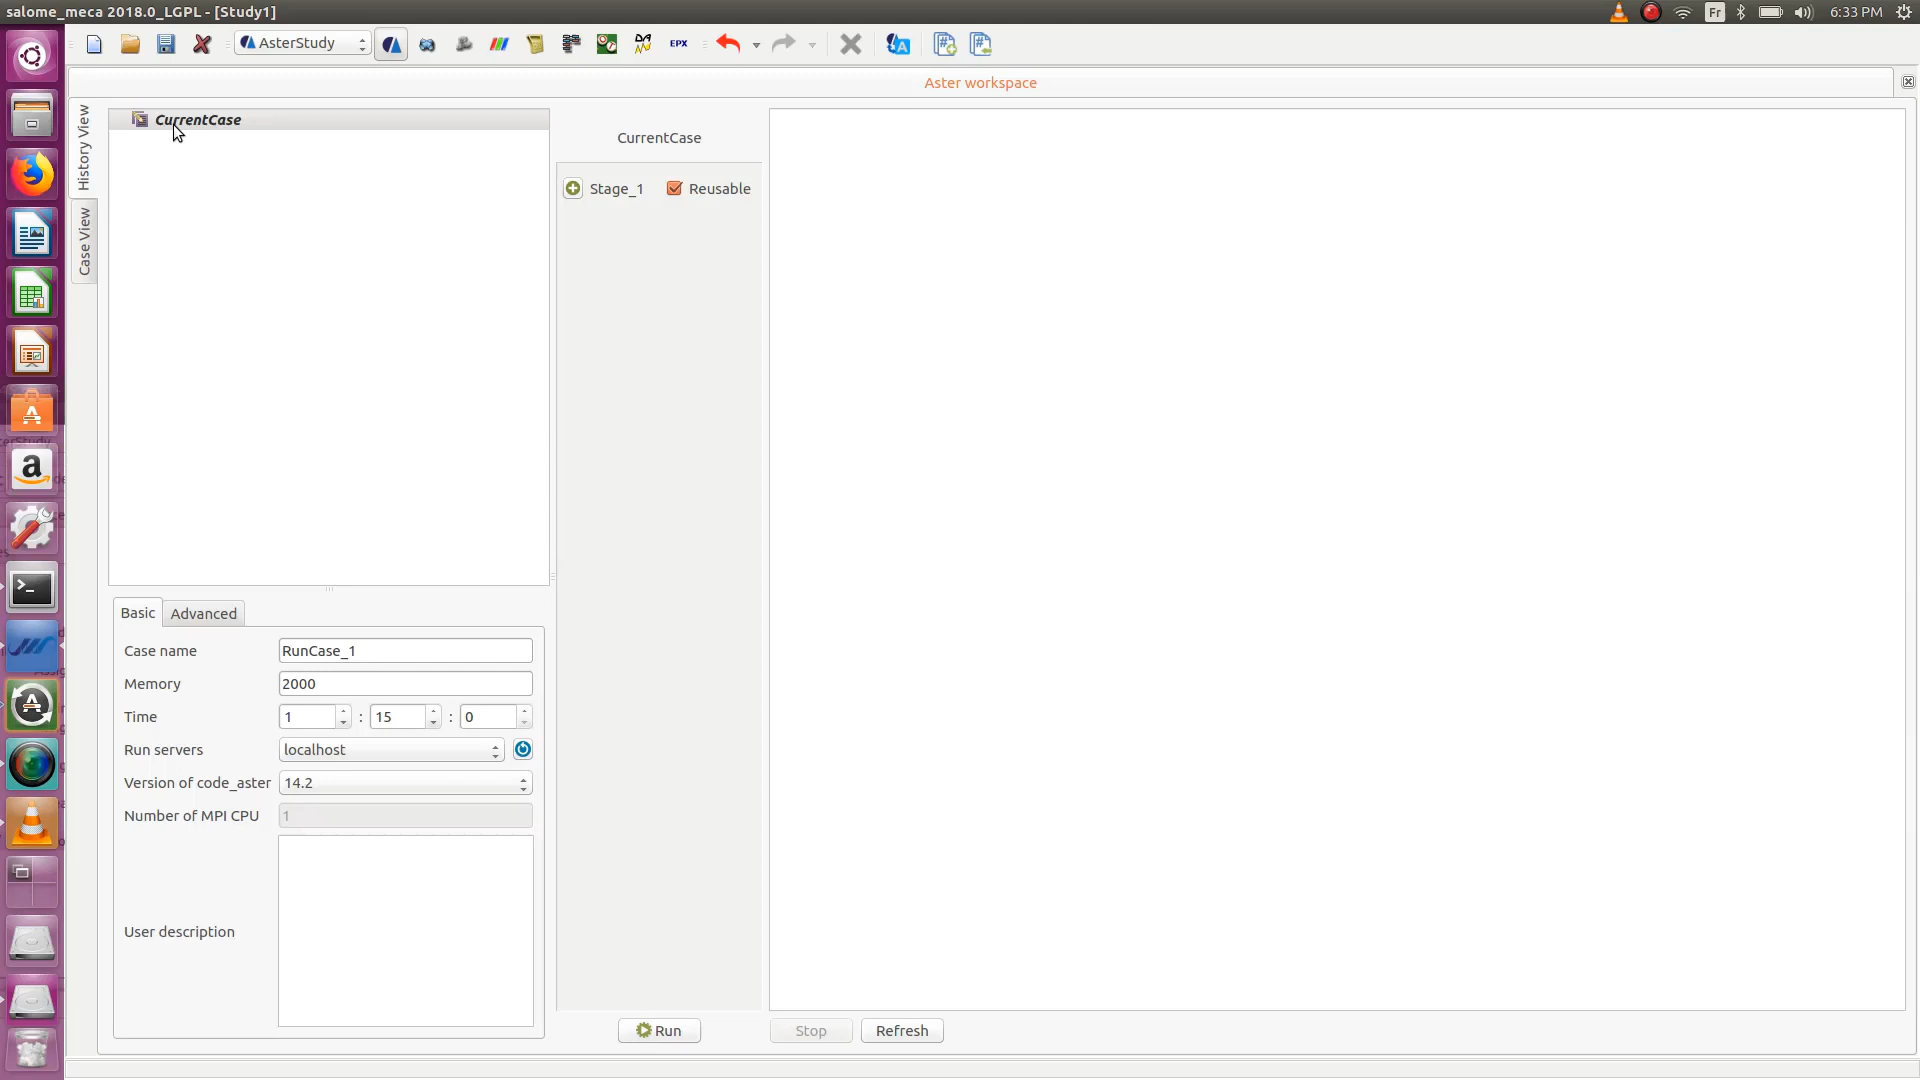 salome_meca 2018.0_LGPL - [Study1]
Fr
6:33 PM
AsterStudy
EPX
Aster workspace
History View
Case View
CurrentCase
CurrentCase
Stage_1
Reusable
Basic
Advanced
Case name
RunCase_1
Memory
2000
Time
1 : 15 : 0
Run servers
localhost
Version of code_aster
14.2
Number of MPI CPU
1
User description
Run
Stop
Refresh